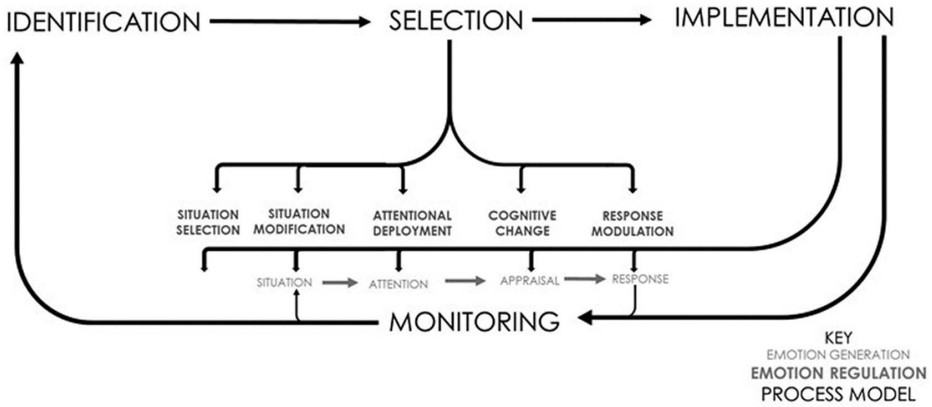 IDENTIFICATION SELECTION IMPLEMENTATION
SITUATION SELECTION
SITUATION MODIFICATION
ATTENTIONAL DEPLOYMENT
COGNITIVE CHANGE
RESPONSE MODULATION
SITUATION ATTENTION APPRAISAL RESPONSE
MONITORING
KEY
EMOTION GENERATION
EMOTION REGULATION
PROCESS MODEL